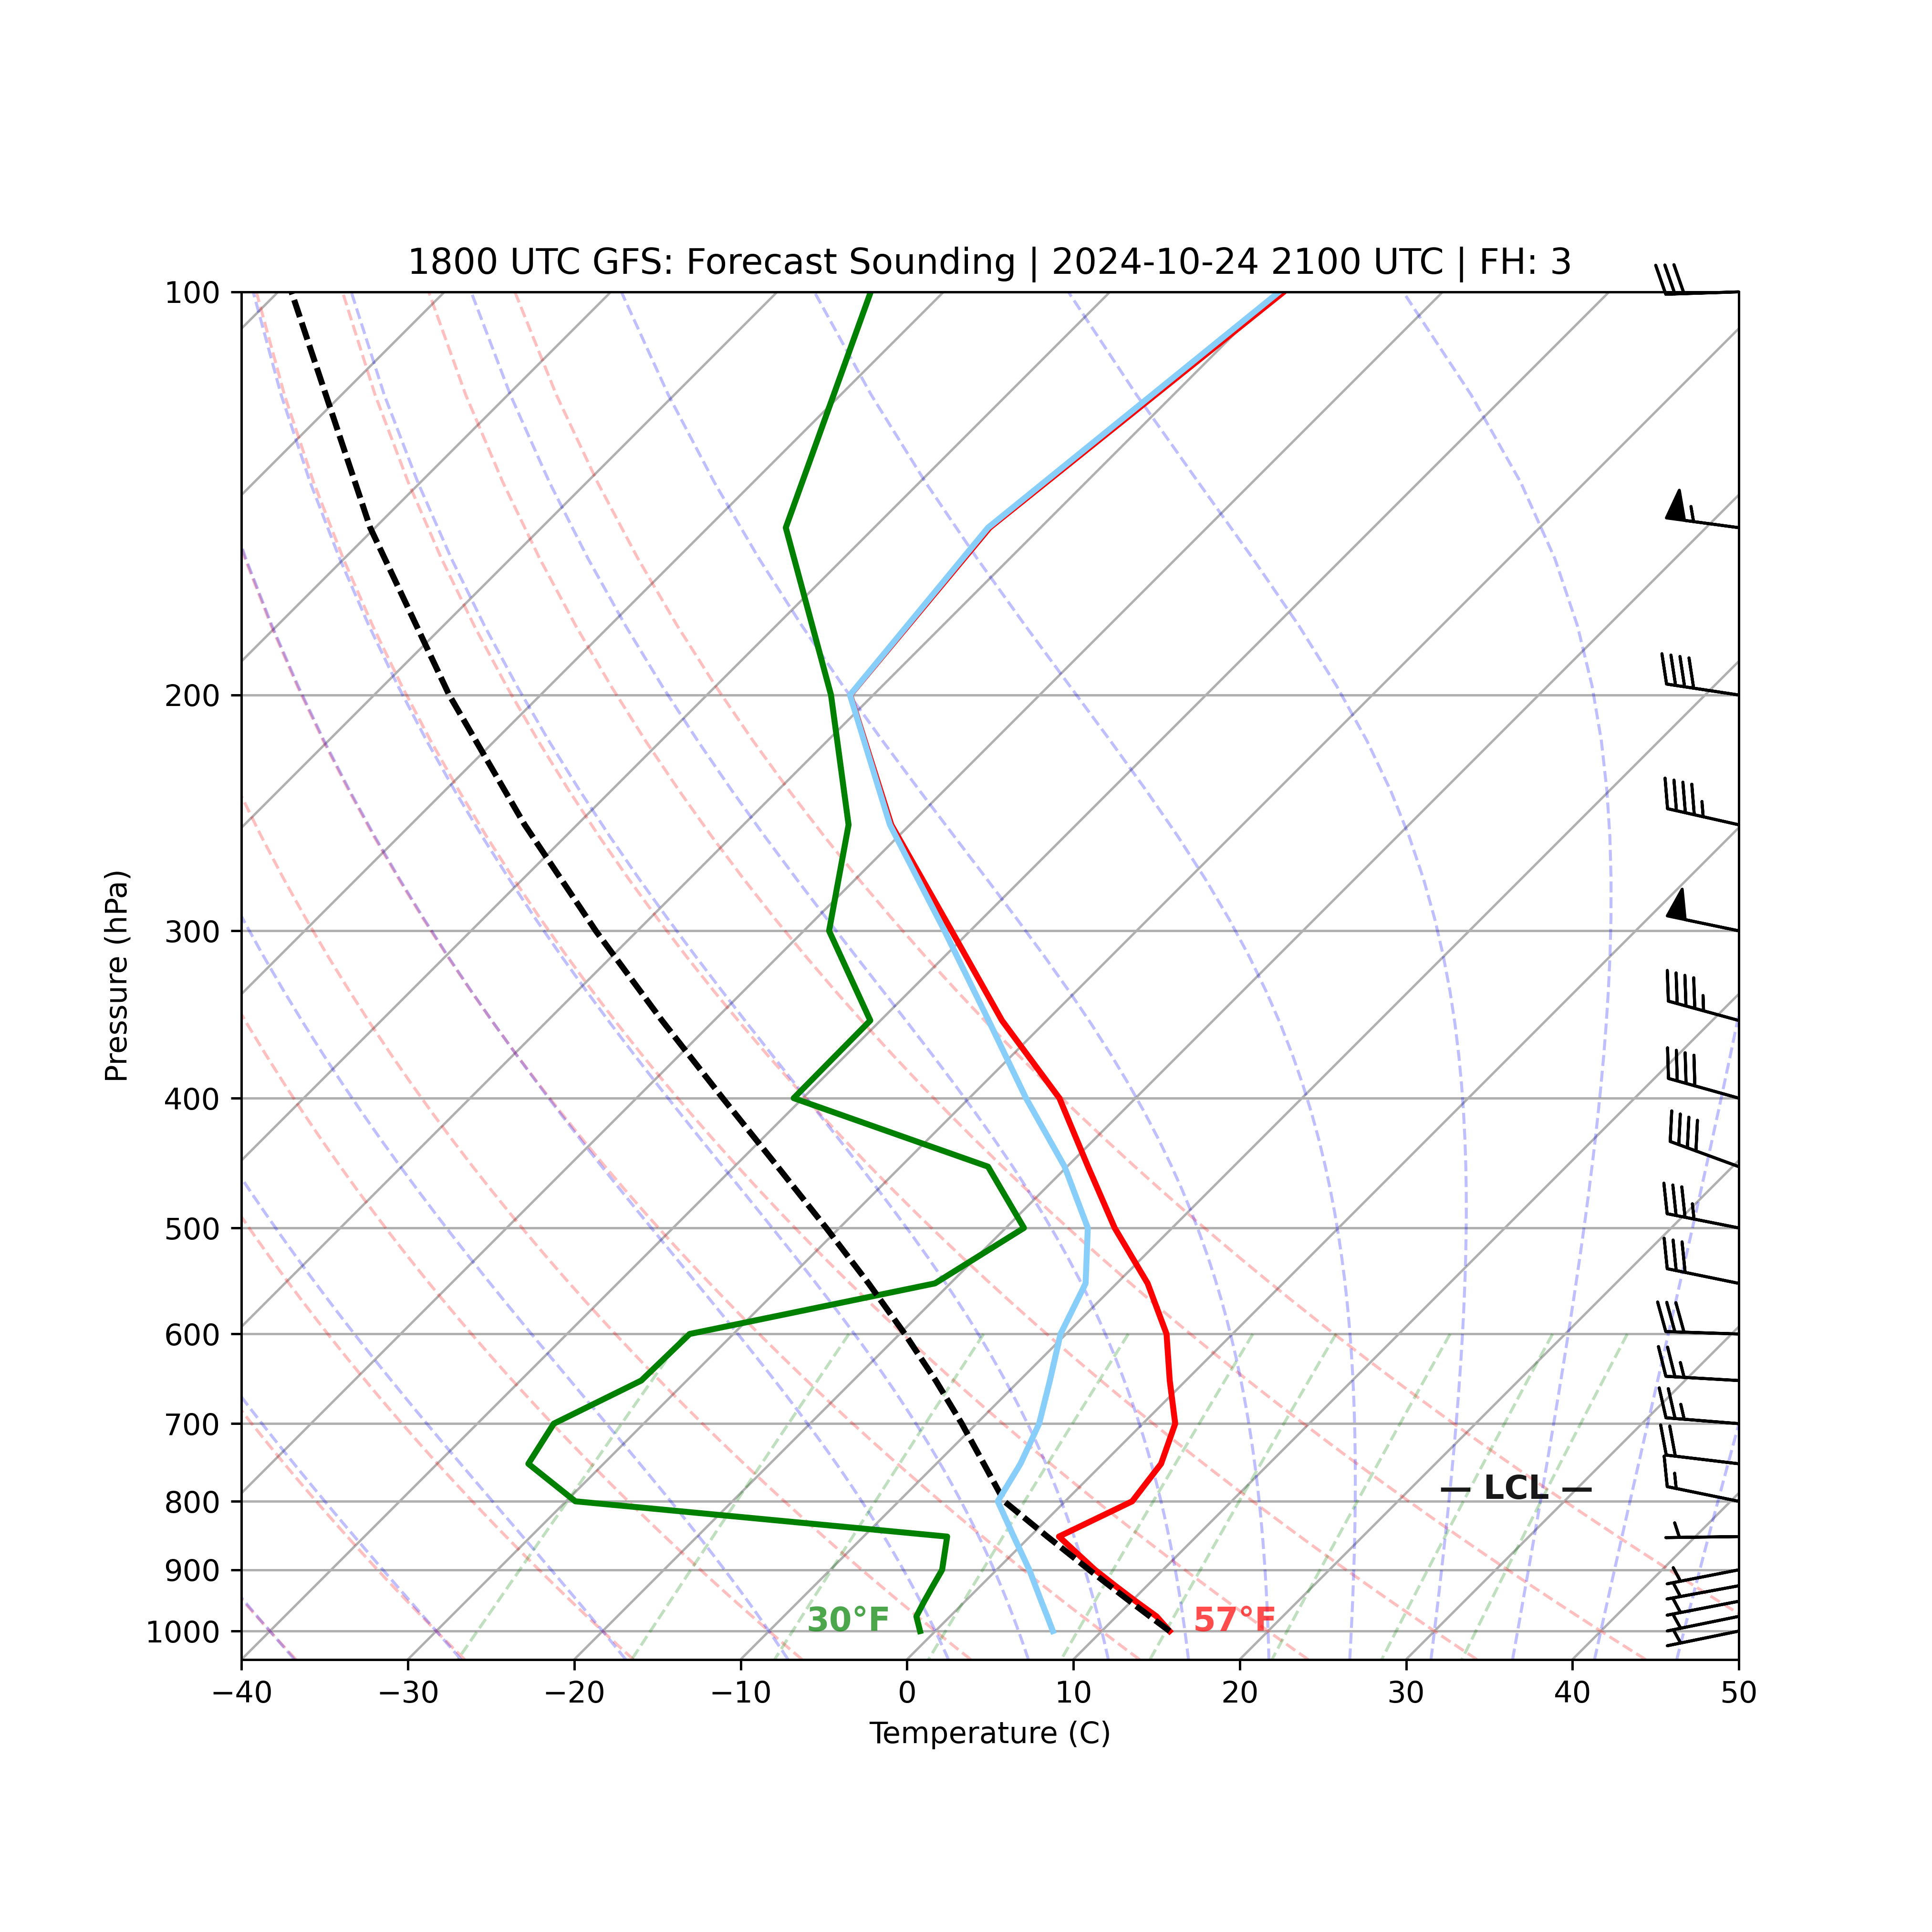 1800 UTC GFS: Forecast Sounding | 2024-10-24 2100 UTC | FH: 3
100
200
300
400
500
600
700
800
900
1000
Pressure (hPa)
— LCL —
30°F
57°F
−40 −30 −20 −10 0 10 20 30 40 50
Temperature (C)